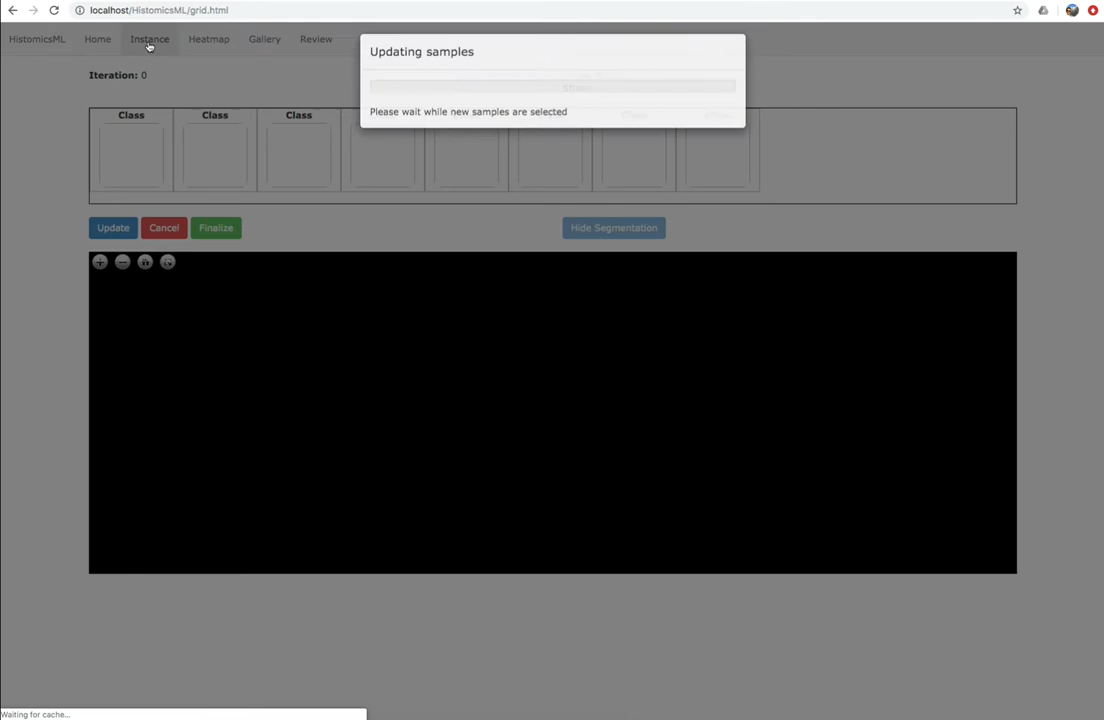 localhost/HistomicsML/grid.html
HistomicsML Home Instance Heatmap Gallery Review
Updating samples
Please wait while new samples are selected
Iteration: 0
Class Class Class
Update Cancel Finalize Hide Segmentation
Waiting for cache...